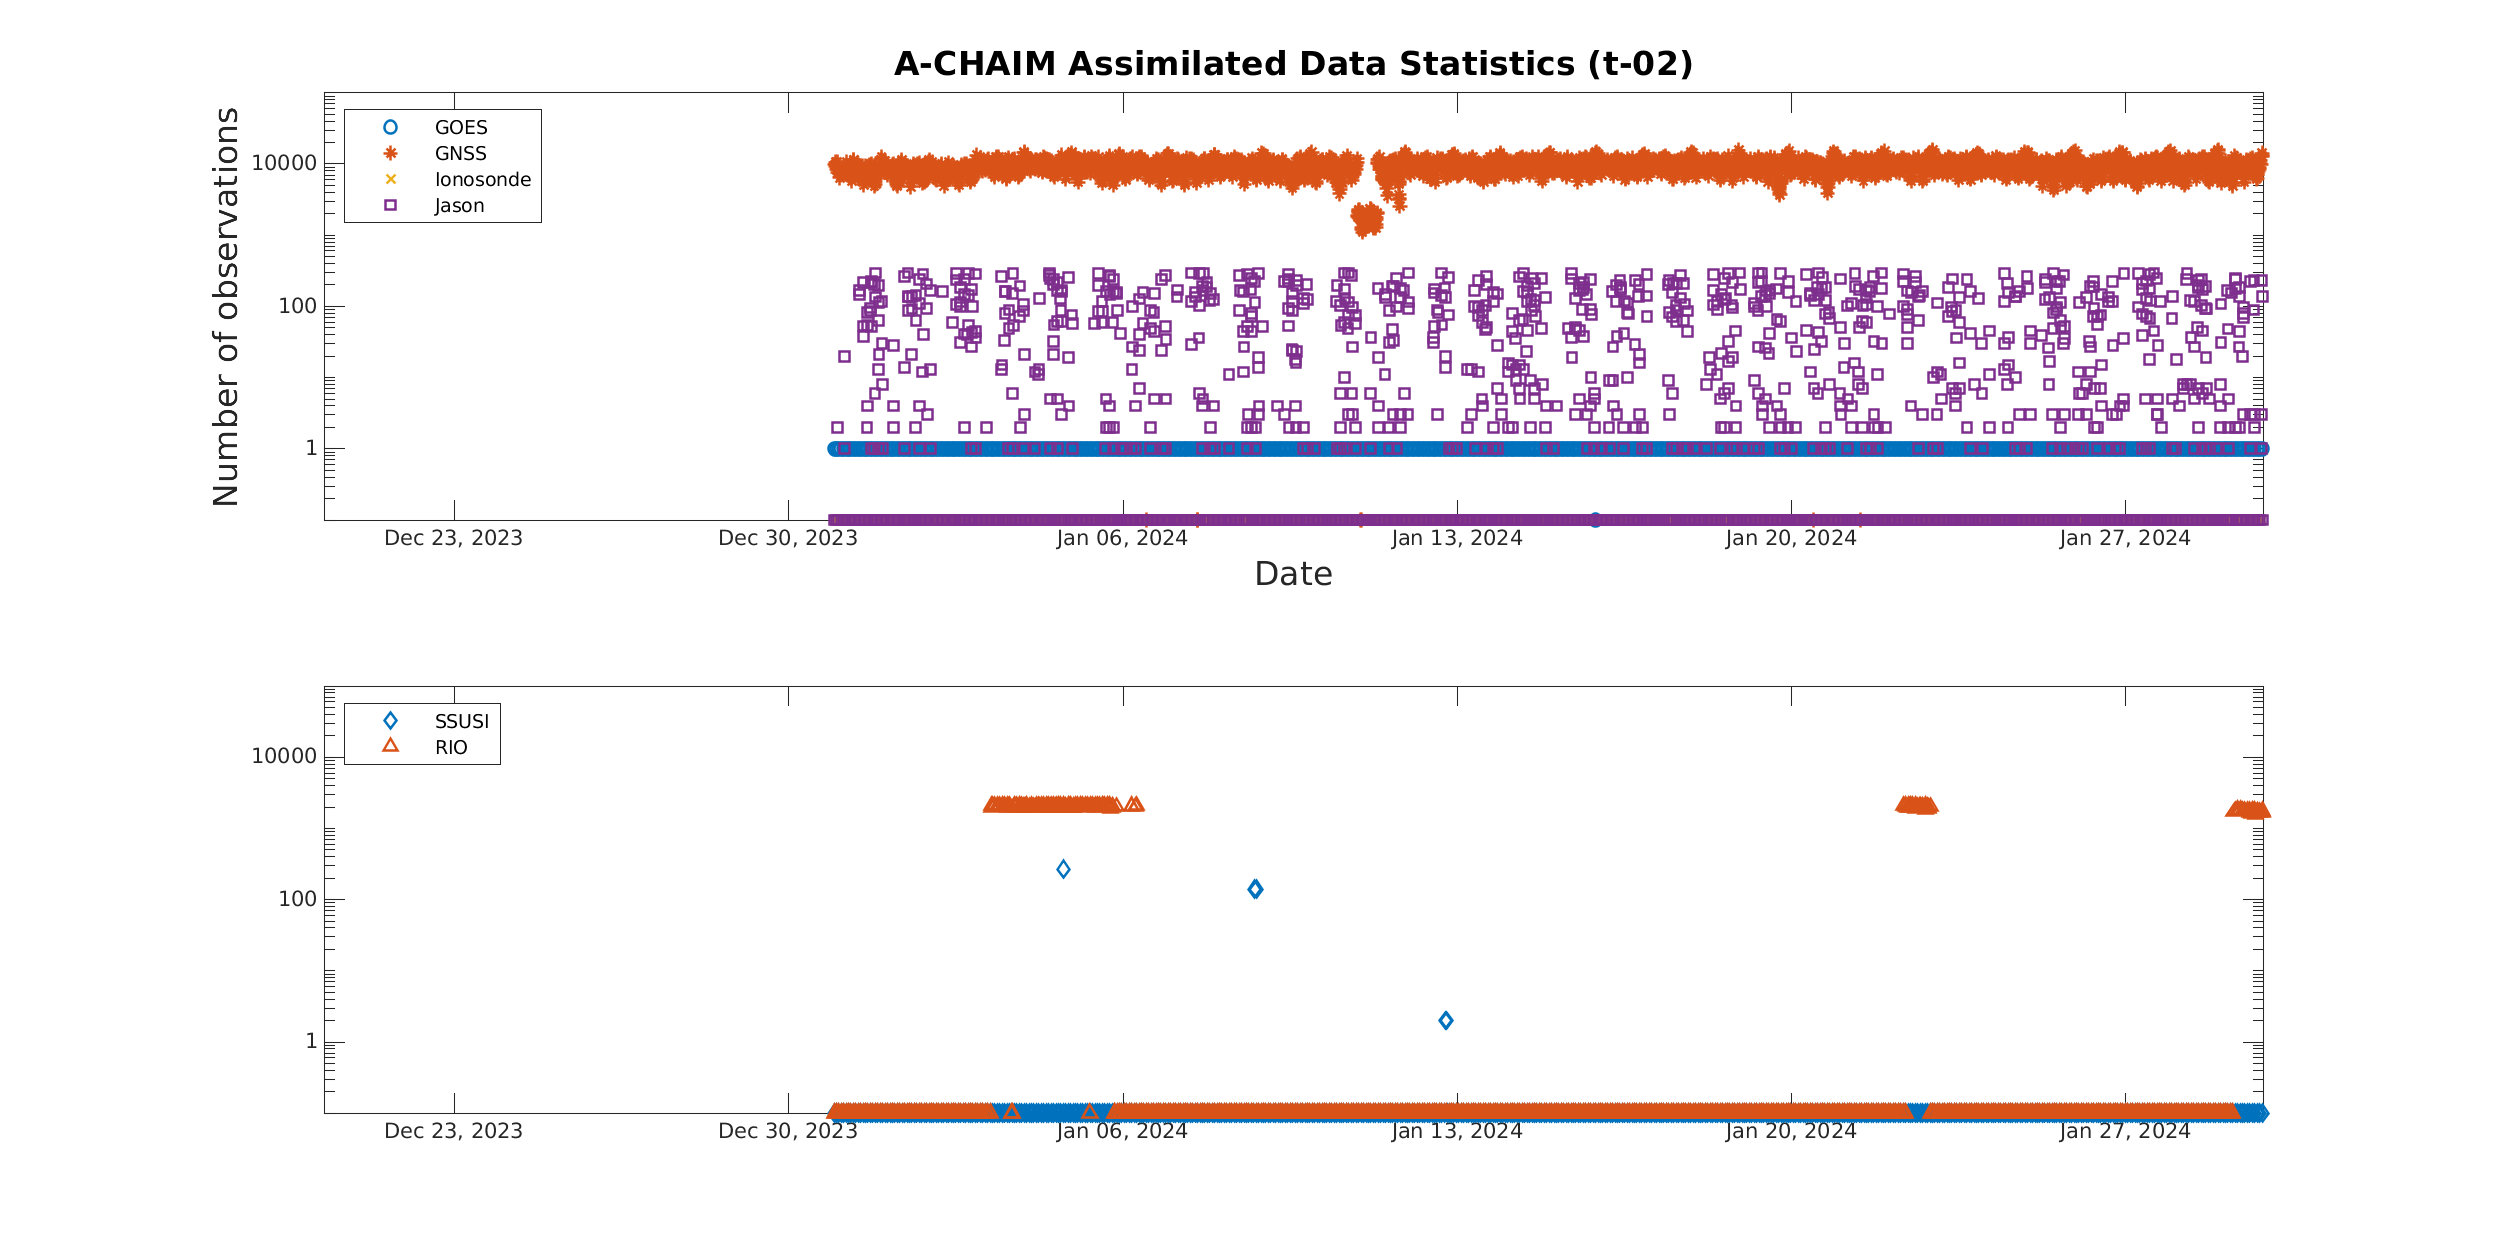 A-CHAIM Assimilated Data Statistics (t-02)
Number of observations
10000
100
1
GOES
GNSS
Ionosonde
Jason
Dec 23, 2023
Dec 30, 2023
Jan 06, 2024
Jan 13, 2024
Jan 20, 2024
Jan 27, 2024
Date
10000
100
1
SSUSI
RIO
Dec 23, 2023
Dec 30, 2023
Jan 06, 2024
Jan 13, 2024
Jan 20, 2024
Jan 27, 2024